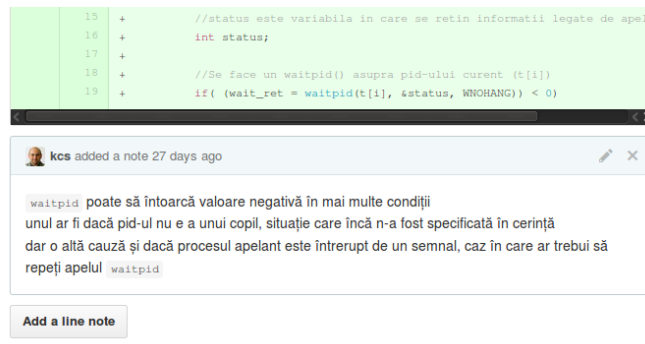 15 + //status este variabila in care se retin informatii legate de apel
16 + int status;
17 +
18 + //Se face un waitpid() asupra pid-ului curent (t[i])
19 + if( (wait_ret = waitpid(t[i], &status, WNOHANG)) < 0)
kcs added a note 27 days ago
waitpid poate să întoarcă valoare negativă în mai multe condiții
unul ar fi dacă pid-ul nu e a unui copil, situație care încă n-a fost specificată în cerință
dar o altă cauză și dacă procesul apelant este întrerupt de un semnal, caz în care ar trebui să
repeți apelul waitpid
Add a line note